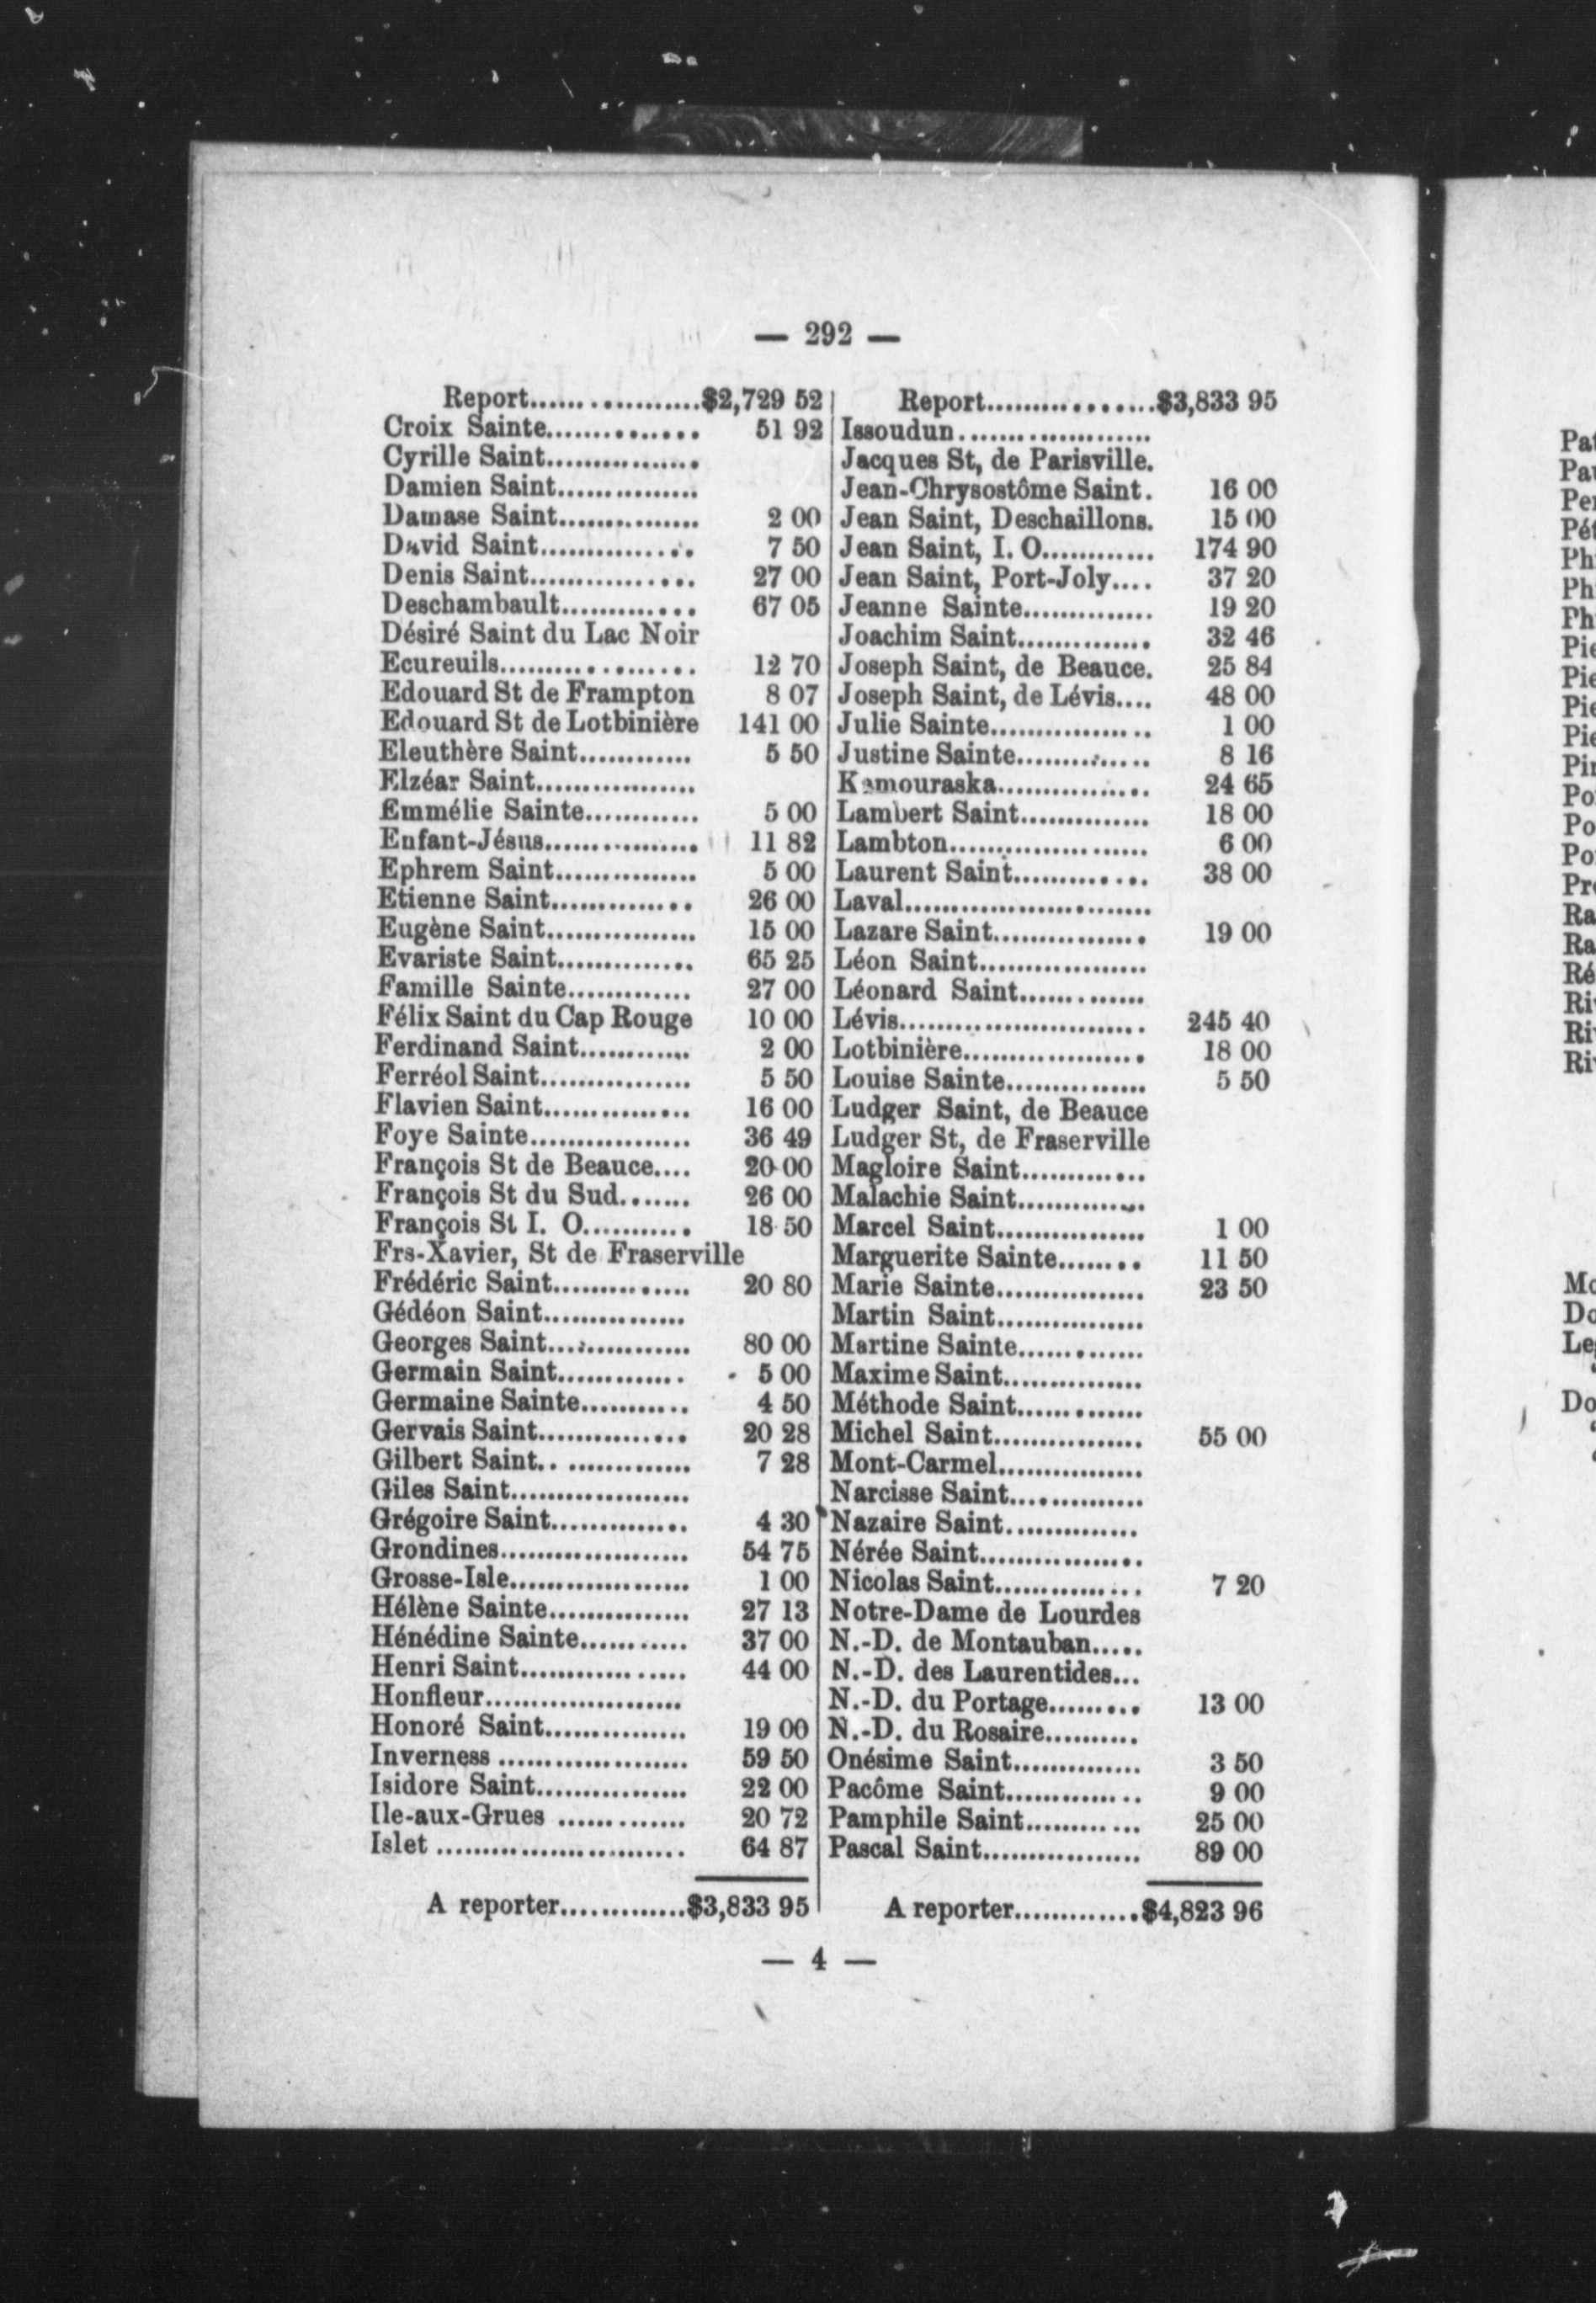 — 292 —
Report..................$2,729 52
Croix Sainte.............. 51 92
Cyrille Saint................
Damien Saint...............
Damase Saint............... 2 00
David Saint............... 7 50
Denis Saint................ 27 00
Deschambault............ 67 05
Désiré Saint du Lac Noir
Ecureuils................. 12 70
Edouard St de Frampton 8 07
Edouard St de Lotbinière 141 00
Eleuthère Saint............ 5 50
Elzéar Saint.................
Emmélie Sainte............ 5 00
Enfant-Jésus................ 11 82
Ephrem Saint............... 5 00
Etienne Saint............. 26 00
Eugène Saint................ 15 00
Evariste Saint.............. 65 25
Famille Sainte............. 27 00
Félix Saint du Cap Rouge 10 00
Ferdinand Saint............ 2 00
Ferréol Saint................ 5 50
Flavien Saint............... 16 00
Foye Sainte................. 36 49
François St de Beauce.... 20 00
François St du Sud....... 26 00
François St I. O........... 18 50
Frs-Xavier, St de Fraserville
Frédéric Saint.............. 20 80
Gédéon Saint...............
Georges Saint............... 80 00
Germain Saint............. 5 00
Germaine Sainte........... 4 50
Gervais Saint............... 20 28
Gilbert Saint.. ............. 7 28
Giles Saint...................
Grégoire Saint.............. 4 30
Grondines.................... 54 75
Grosse-Isle................... 1 00
Hélène Sainte............... 27 13
Hénédine Sainte........... 37 00
Henri Saint.................. 44 00
Honfleur.....................
Honoré Saint............... 19 00
Inverness .................... 59 50
Isidore Saint................ 22 00
Ile-aux-Grues ............. 20 72
Islet .......................... 64 87
A reporter.............$3,833 95
Report.................$3,833 95
Issoudun.....................
Jacques St, de Parisville.
Jean-Chrysostôme Saint. 16 00
Jean Saint, Deschaillons. 15 00
Jean Saint, I. O............ 174 90
Jean Saint, Port-Joly.... 37 20
Jeanne Sainte.............. 19 20
Joachim Saint.............. 32 46
Joseph Saint, de Beauce. 25 84
Joseph Saint, de Lévis.... 48 00
Julie Sainte................. 1 00
Justine Sainte.............. 8 16
Kamouraska................ 24 65
Lambert Saint.............. 18 00
Lambton..................... 6 00
Laurent Saint............. 38 00
Laval..........................
Lazare Saint................ 19 00
Léon Saint..................
Léonard Saint.............
Lévis.......................... 245 40
Lotbinière................... 18 00
Louise Sainte............... 5 50
Ludger Saint, de Beauce
Ludger St, de Fraserville
Magloire Saint............
Malachie Saint.............
Marcel Saint................ 1 00
Marguerite Sainte........ 11 50
Marie Sainte................ 23 50
Martin Saint................
Martine Sainte.............
Maxime Saint...............
Méthode Saint.............
Michel Saint................ 55 00
Mont-Carmel................
Narcisse Saint..............
Nazaire Saint..............
Nérée Saint.................
Nicolas Saint............... 7 20
Notre-Dame de Lourdes
N.-D. de Montauban.....
N.-D. des Laurentides...
N.-D. du Portage......... 13 00
N.-D. du Rosaire..........
Onésime Saint.............. 3 50
Pacôme Saint.............. 9 00
Pamphile Saint............ 25 00
Pascal Saint................. 89 00
A reporter.............$4,823 96
— 4 —